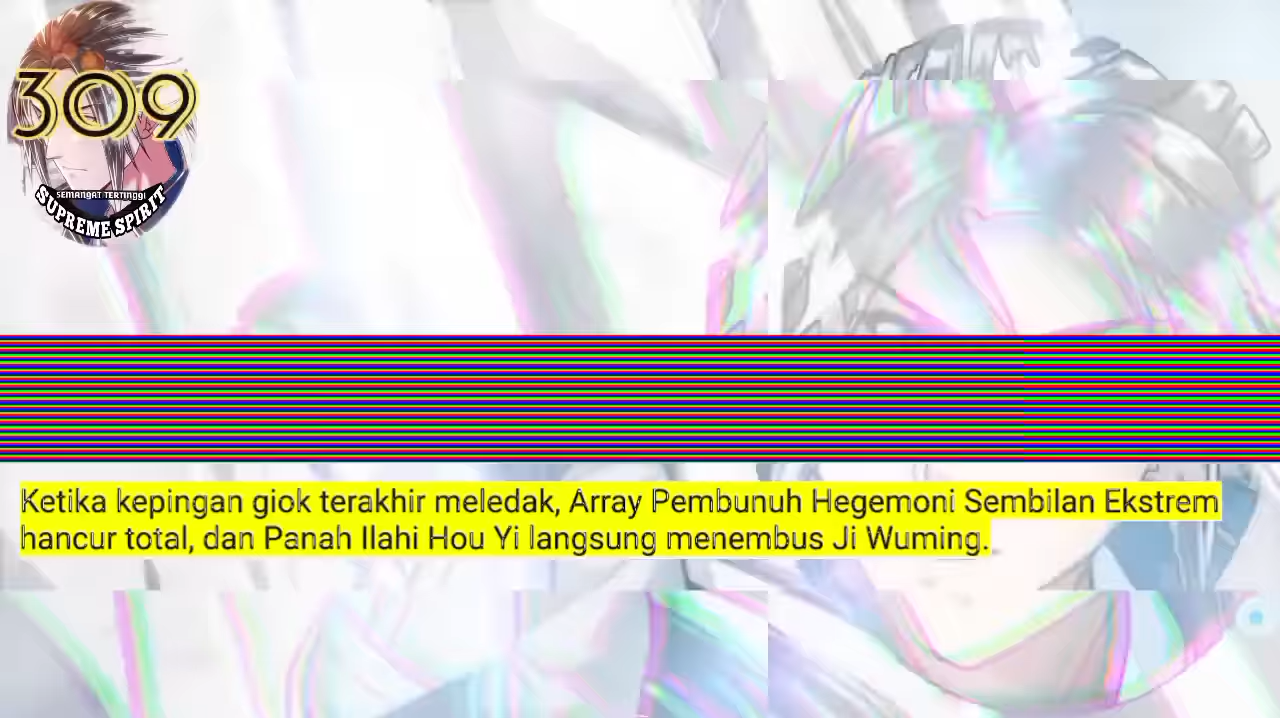 309
SEMANGAT TERTINGGI
SUPREME SPIRIT
Ketika kepingan giok terakhir meledak, Array Pembunuh Hegemoni Sembilan Ekstrem
hancur total, dan Panah Ilahi Hou Yi langsung menembus Ji Wuming.